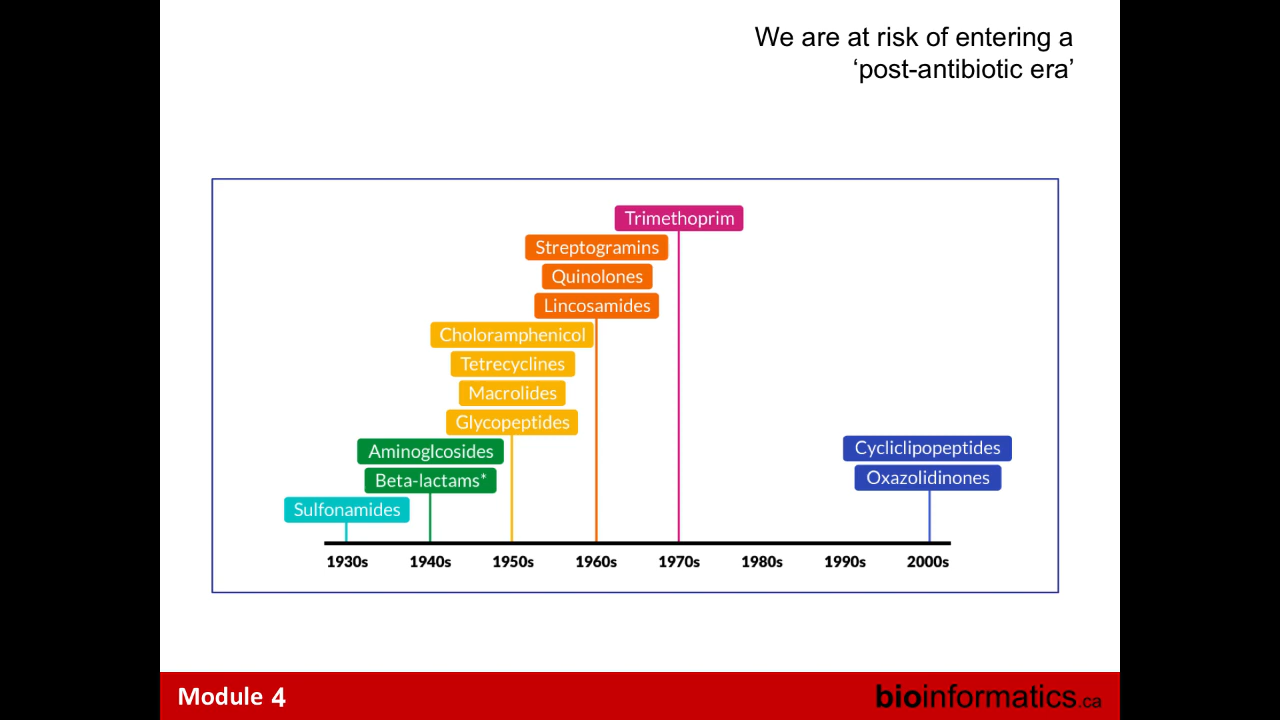 We are at risk of entering a
‘post-antibiotic era’
Trimethoprim
Streptogramins
Quinolones
Lincosamides
Choloramphenicol
Tetrecyclines
Macrolides
Glycopeptides
Aminoglcosides
Beta-lactams*
Sulfonamides
Cycliclipopeptides
Oxazolidinones
1930s 1940s 1950s 1960s 1970s 1980s 1990s 2000s
Module 4
bioinformatics.ca